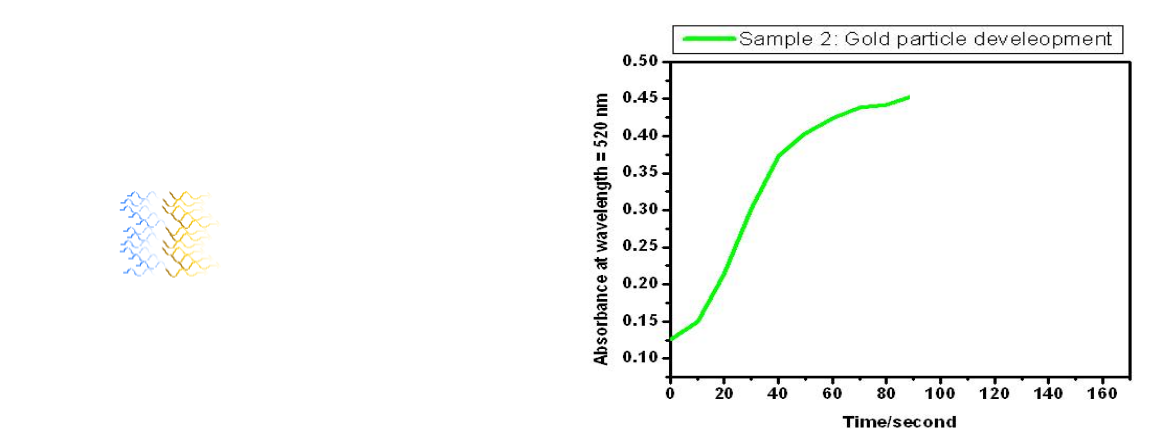 Sample 2: Gold particle develeopment
Absorbance at wavelength = 520 nm
0.50
0.45
0.40
0.35
0.30
0.25
0.20
0.15
0.10
0 20 40 60 80 100 120 140 160
Time/second